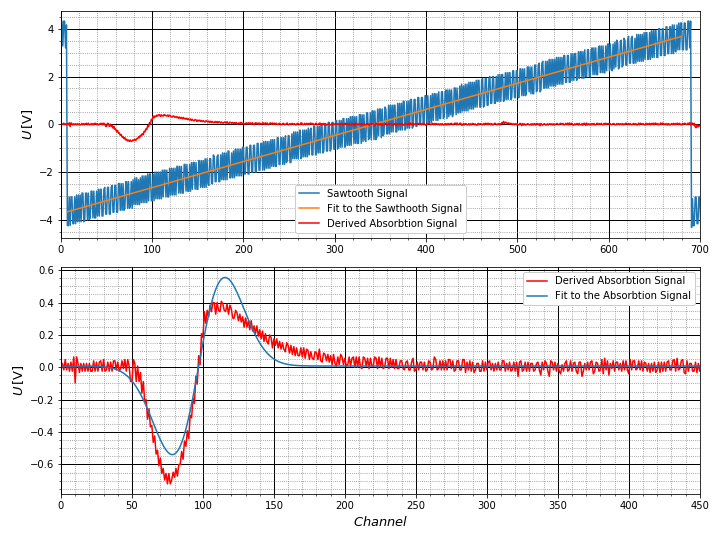 4
2
0
−2
−4
U [V]
0 100 200 300 400 500 600 700
Sawtooth Signal
Fit to the Sawthooth Signal
Derived Absorbtion Signal
0.6
0.4
0.2
0.0
−0.2
−0.4
−0.6
U [V]
Derived Absorbtion Signal
Fit to the Absorbtion Signal
0 50 100 150 200 250 300 350 400 450
Channel